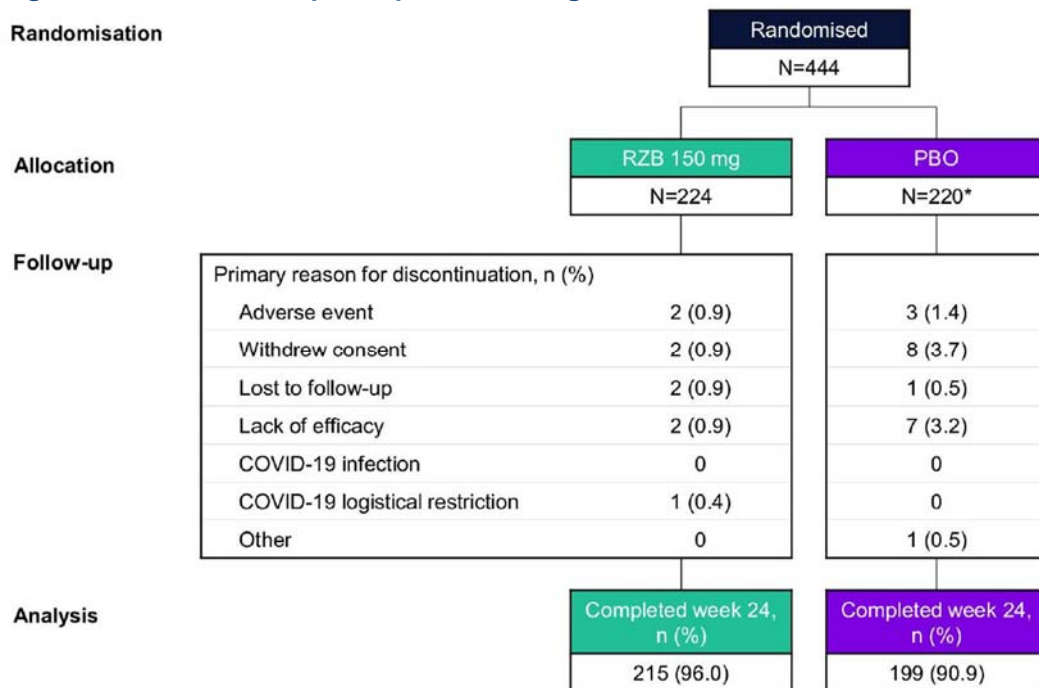 Randomisation
Randomised
N=444
Allocation
RZB 150 mg
PBO
N=224
N=220*
Follow-up
Primary reason for discontinuation, n (%)
Adverse event 2 (0.9) 3 (1.4)
Withdrew consent 2 (0.9) 8 (3.7)
Lost to follow-up 2 (0.9) 1 (0.5)
Lack of efficacy 2 (0.9) 7 (3.2)
COVID-19 infection 0 0
COVID-19 logistical restriction 1 (0.4) 0
Other 0 1 (0.5)
Analysis
Completed week 24,
n (%)
Completed week 24,
n (%)
215 (96.0)
199 (90.9)